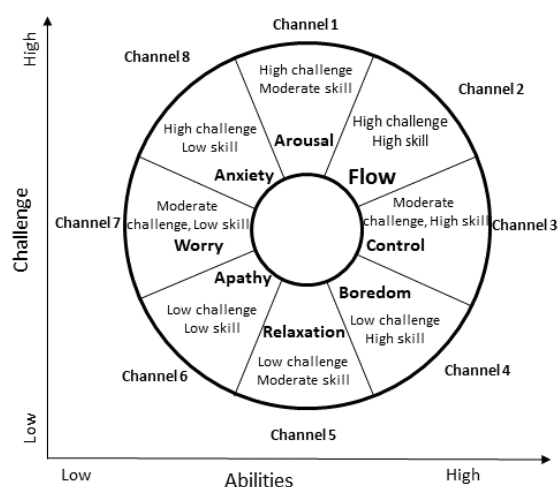 Channel 1
High
Channel 8
High challenge
Moderate skill
Channel 2
High challenge
Low skill
Arousal
High challenge
High skill
Anxiety
Flow
Challenge
Channel 7
Moderate
challenge, Low skill
Worry
Moderate
challenge, High skill
Control
Channel 3
Apathy
Low challenge
Low skill
Boredom
Low challenge
High skill
Relaxation
Low challenge
Moderate skill
Channel 6
Channel 4
Channel 5
Low
Low
Abilities
High